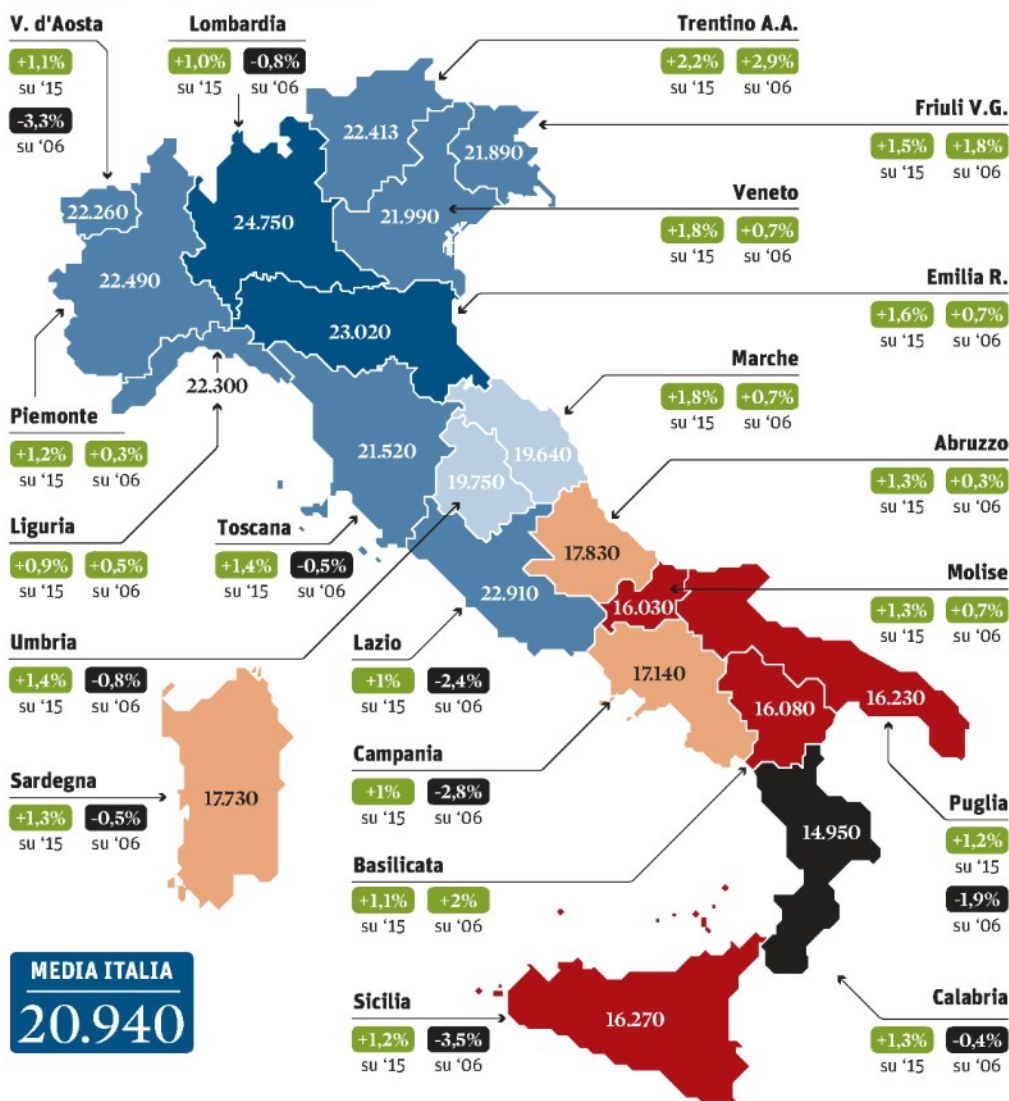 V. d'Aosta
+1,1%
su ‘15
-3,3%
su ‘06
Lombardia
+1,0% -0,8%
su ‘15 su ‘06
Trentino A.A.
+2,2% +2,9%
su ‘15 su ‘06
Friuli V.G.
+1,5% +1,8%
su ‘15 su ‘06
Veneto
+1,8% +0,7%
su ‘15 su ‘06
Emilia R.
+1,6% +0,7%
su ‘15 su ‘06
Marche
+1,8% +0,7%
su ‘15 su ‘06
Abruzzo
+1,3% +0,3%
su ‘15 su ‘06
Molise
+1,3% +0,7%
su ‘15 su ‘06
22.413
21.890
22.260
24.750
21.990
22.490
23.020
22.300
21.520
19.640
19.750
17.830
22.910
16.030
17.140
16.080
16.230
17.730
14.950
16.270
Piemonte
+1,2% +0,3%
su ‘15 su ‘06
Liguria
+0,9% +0,5%
su ‘15 su ‘06
Toscana
+1,4% -0,5%
su ‘15 su ‘06
Umbria
+1,4% -0,8%
su ‘15 su ‘06
Lazio
+1% -2,4%
su ‘15 su ‘06
Sardegna
+1,3% -0,5%
su ‘15 su ‘06
Campania
+1% -2,8%
su ‘15 su ‘06
Basilicata
+1,1% +2%
su ‘15 su ‘06
Puglia
+1,2%
su ‘15
-1,9%
su ‘06
MEDIA ITALIA
20.940
Sicilia
+1,2% -3,5%
su ‘15 su ‘06
Calabria
+1,3% -0,4%
su ‘15 su ‘06